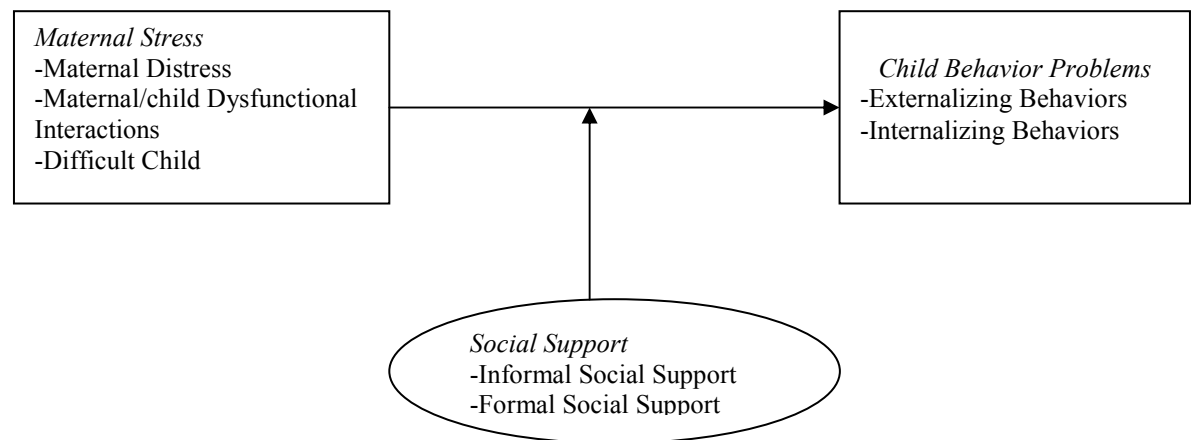 Maternal Stress
-Maternal Distress
-Maternal/child Dysfunctional
Interactions
-Difficult Child
Child Behavior Problems
-Externalizing Behaviors
-Internalizing Behaviors
Social Support
-Informal Social Support
-Formal Social Support